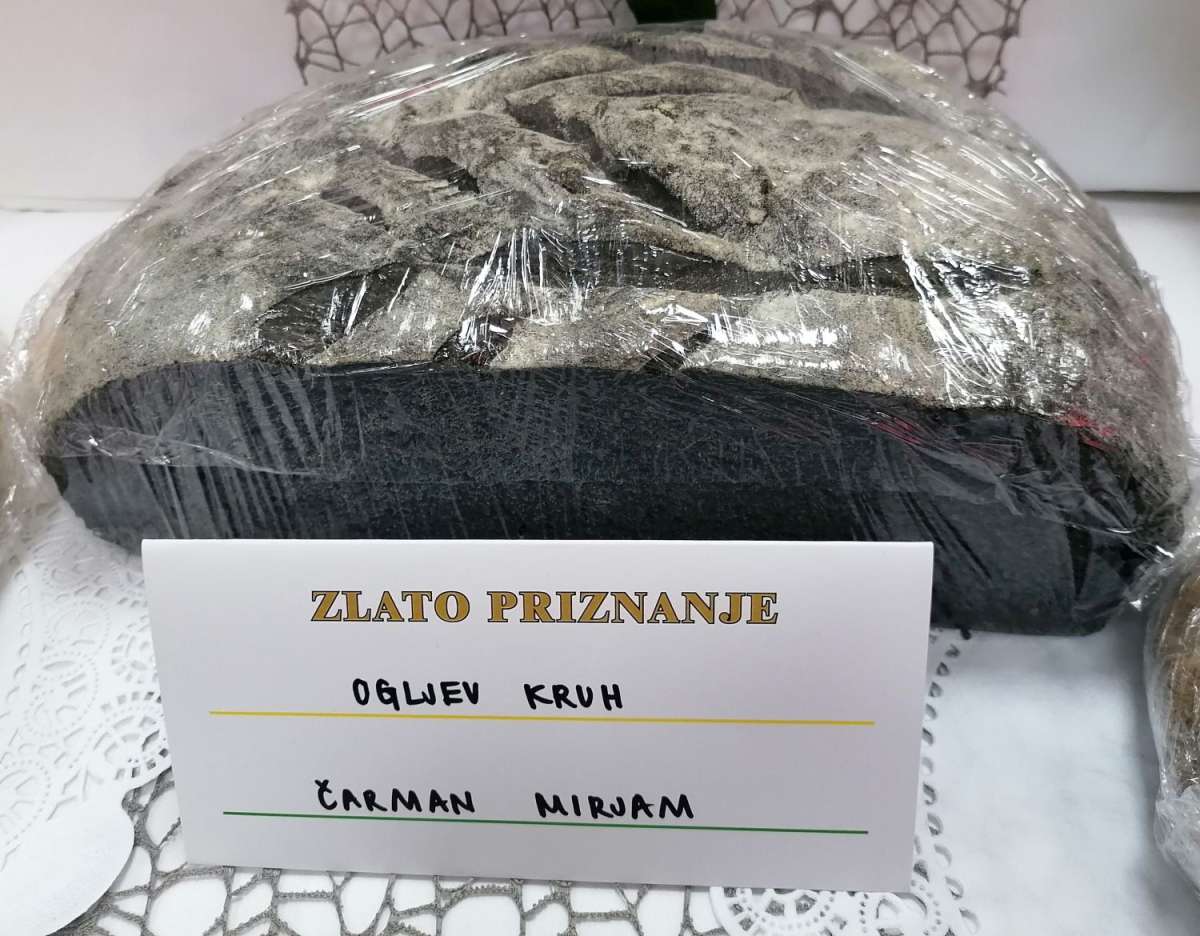 ZLATO PRIZNANJE
OGLJEV KRUH
ČARMAN MIRJAM